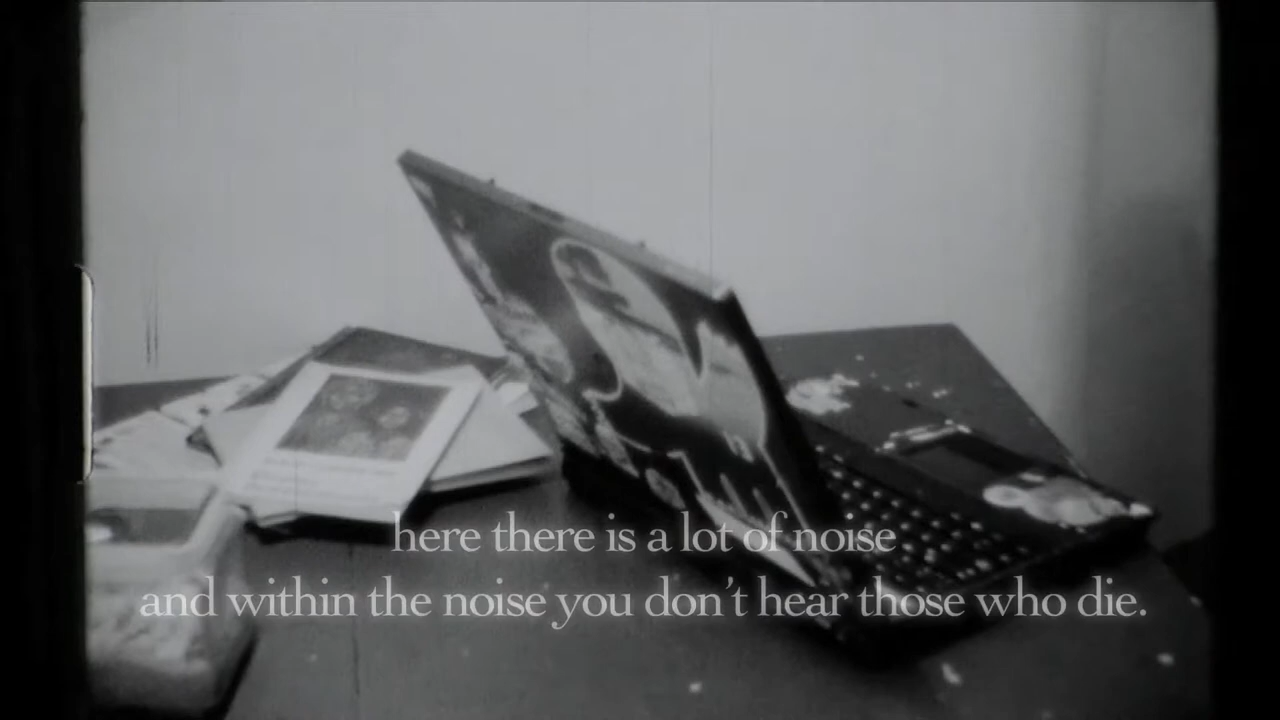 here there is a lot of noise
and within the noise you don't hear those who die.